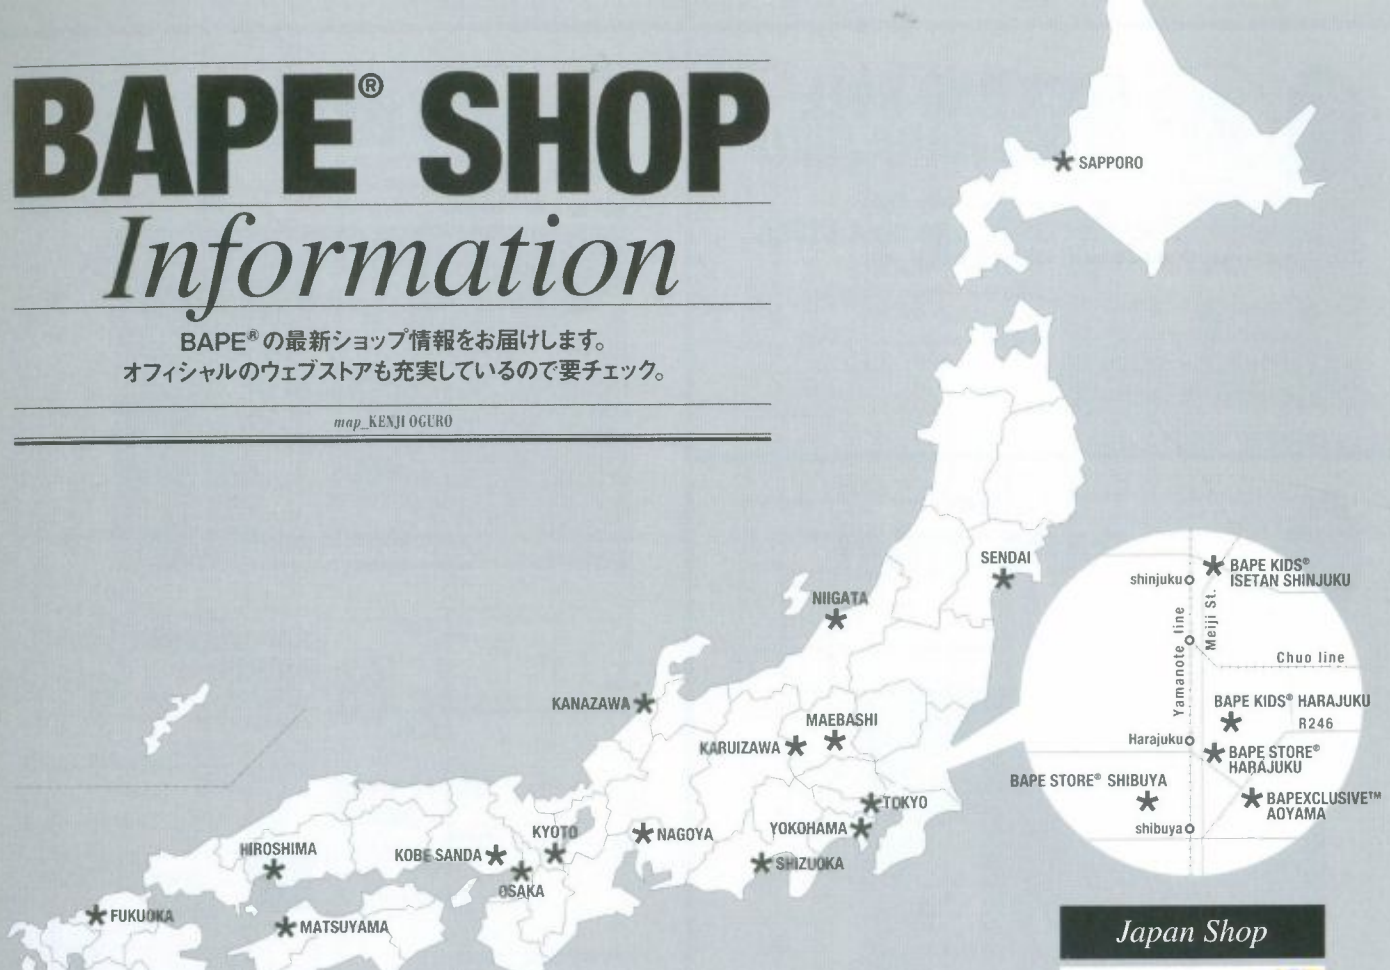 BAPE® SHOP
Information
BAPE®の最新ショップ情報をお届けします。
オフィシャルのウェブストアも充実しているので要チェック。
map_KENJI OGURO
SAPPORO
SENDAI
NIIGATA
KANAZAWA
MAEBASHI
KARUIZAWA
TOKYO
YOKOHAMA
SHIZUOKA
NAGOYA
KYOTO
KOBE SANDA
OSAKA
HIROSHIMA
MATSUYAMA
FUKUOKA
shinjuku
BAPE KIDS®
ISETAN SHINJUKU
Yamanote line
Meiji St.
Chuo line
BAPE KIDS® HARAJUKU
R246
Harajuku
BAPE STORE®
HARAJUKU
BAPE STORE® SHIBUYA
BAPEXCLUSIVE™
AOYAMA
shibuya
Japan Shop